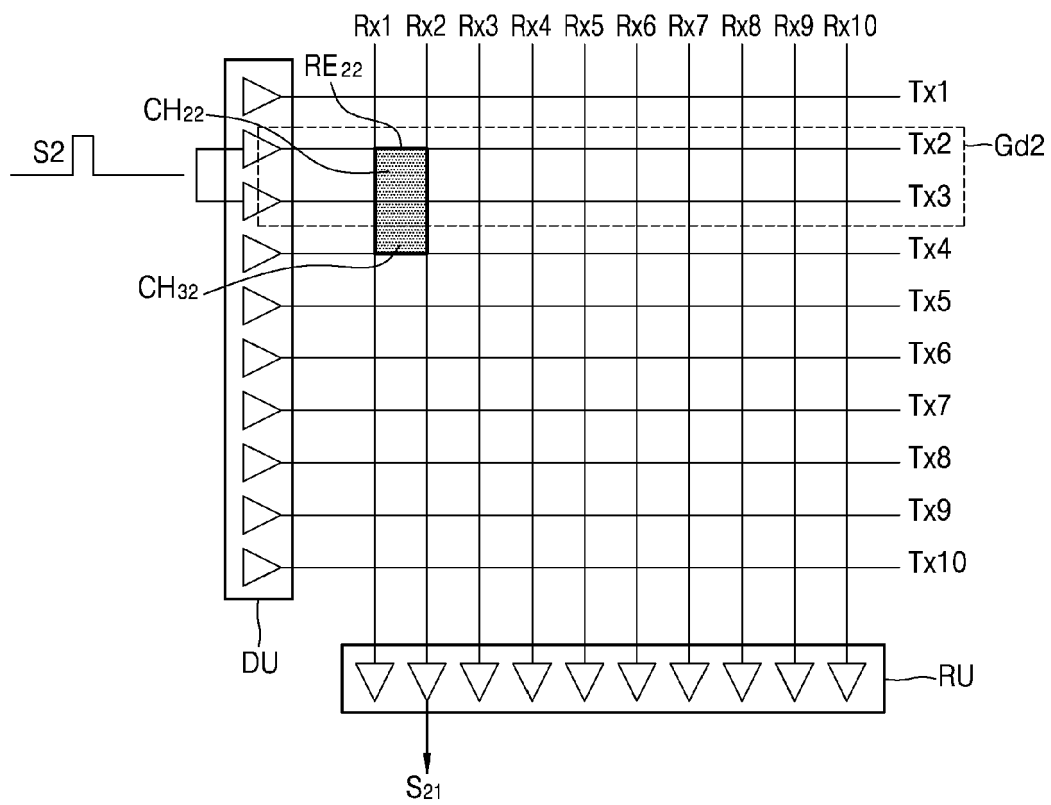 Rx1 Rx2 Rx3 Rx4 Rx5 Rx6 Rx7 Rx8 Rx9 Rx10
RE22
Tx1
CH22
S2
Tx2
Gd2
Tx3
Tx4
CH32
Tx5
Tx6
Tx7
Tx8
Tx9
Tx10
DU
RU
S21